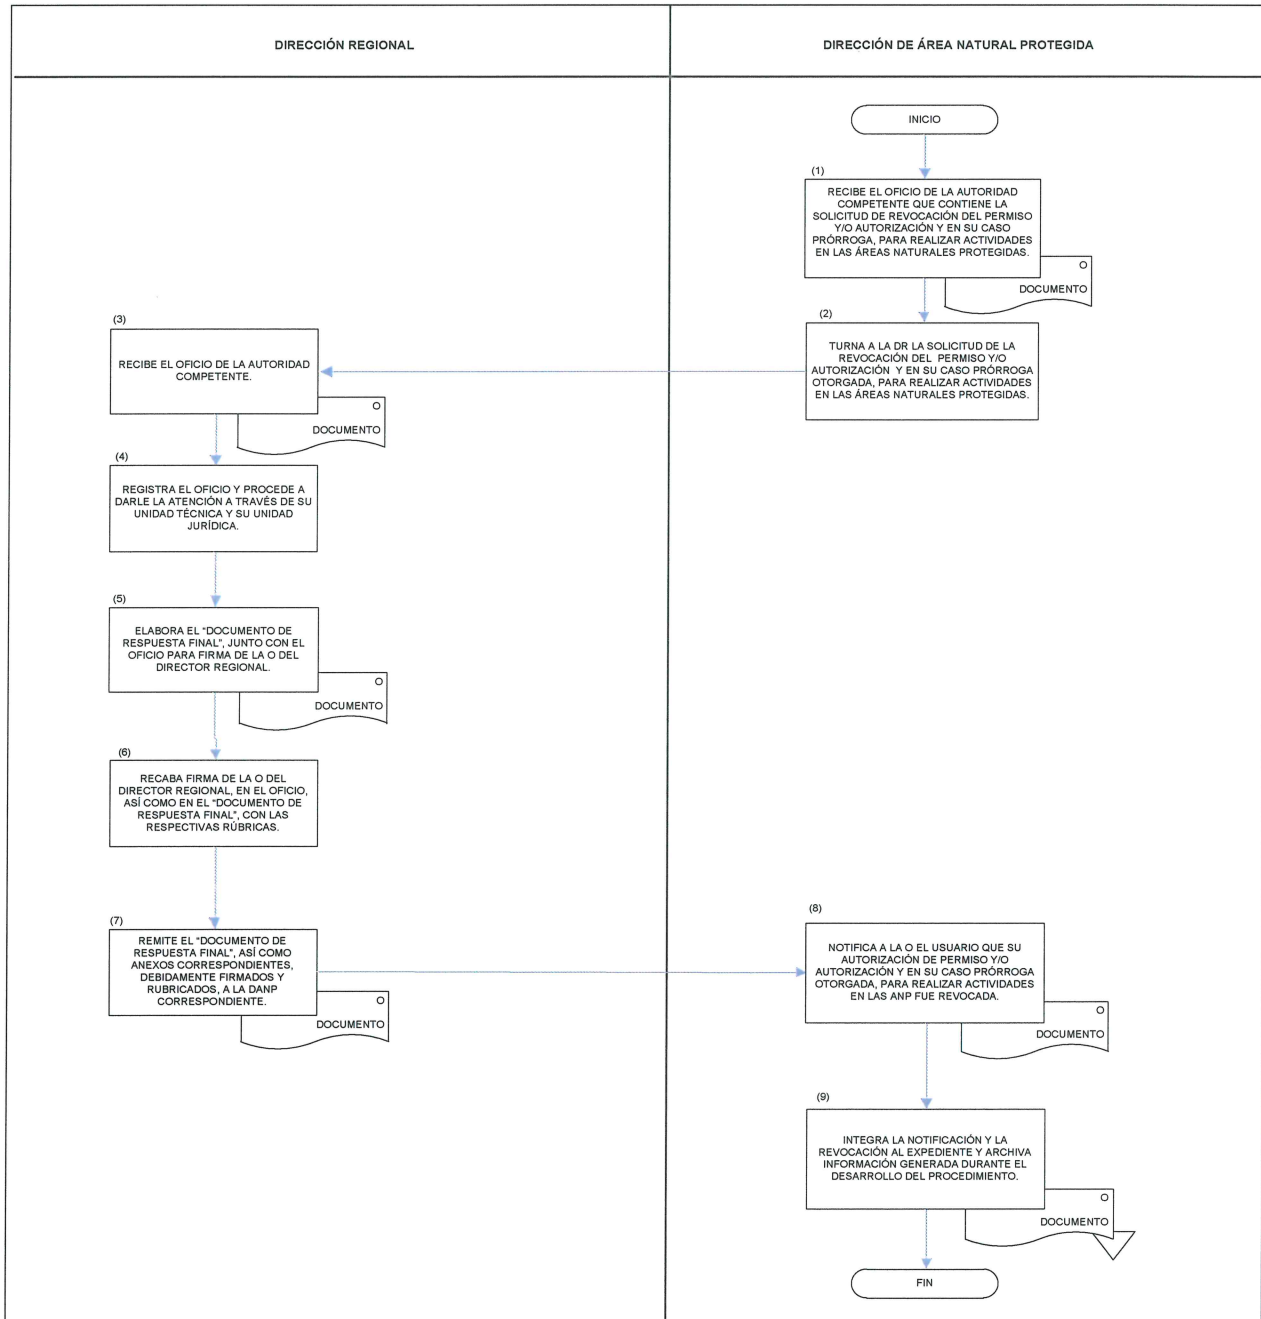 DIRECCIÓN REGIONAL
DIRECCIÓN DE ÁREA NATURAL PROTEGIDA
INICIO
(1)
RECIBE EL OFICIO DE LA AUTORIDAD
COMPETENTE QUE CONTIENE LA
SOLICITUD DE REVOCACIÓN DEL PERMISO
Y/O AUTORIZACIÓN Y EN SU CASO
PRÓRROGA, PARA REALIZAR ACTIVIDADES
EN LAS ÁREAS NATURALES PROTEGIDAS.
O
DOCUMENTO
(2)
TURNA A LA DR LA SOLICITUD DE LA
REVOCACIÓN DEL PERMISO Y/O
AUTORIZACIÓN Y EN SU CASO PRÓRROGA
OTORGADA, PARA REALIZAR ACTIVIDADES
EN LAS ÁREAS NATURALES PROTEGIDAS.
(3)
RECIBE EL OFICIO DE LA AUTORIDAD
COMPETENTE.
O
DOCUMENTO
(4)
REGISTRA EL OFICIO Y PROCEDE A
DARLE LA ATENCIÓN A TRAVÉS DE SU
UNIDAD TÉCNICA Y SU UNIDAD
JURÍDICA.
(5)
ELABORA EL "DOCUMENTO DE
RESPUESTA FINAL", JUNTO CON EL
OFICIO PARA FIRMA DE LA O DEL
DIRECTOR REGIONAL.
O
DOCUMENTO
(6)
RECABA FIRMA DE LA O DEL
DIRECTOR REGIONAL, EN EL OFICIO,
ASÍ COMO EN EL "DOCUMENTO DE
RESPUESTA FINAL", CON LAS
RESPECTIVAS RÚBRICAS.
(7)
REMITE EL "DOCUMENTO DE
RESPUESTA FINAL", ASÍ COMO
ANEXOS CORRESPONDIENTES,
DEBIDAMENTE FIRMADOS Y
RUBRICADOS, A LA DANP
CORRESPONDIENTE.
O
DOCUMENTO
(8)
NOTIFICA A LA O EL USUARIO QUE SU
AUTORIZACIÓN DE PERMISO Y/O
AUTORIZACIÓN Y EN SU CASO PRÓRROGA
OTORGADA, PARA REALIZAR ACTIVIDADES
EN LAS ANP FUE REVOCADA.
O
DOCUMENTO
(9)
INTEGRA LA NOTIFICACIÓN Y LA
REVOCACIÓN AL EXPEDIENTE Y ARCHIVA
INFORMACIÓN GENERADA DURANTE EL
DESARROLLO DEL PROCEDIMIENTO.
O
DOCUMENTO
FIN